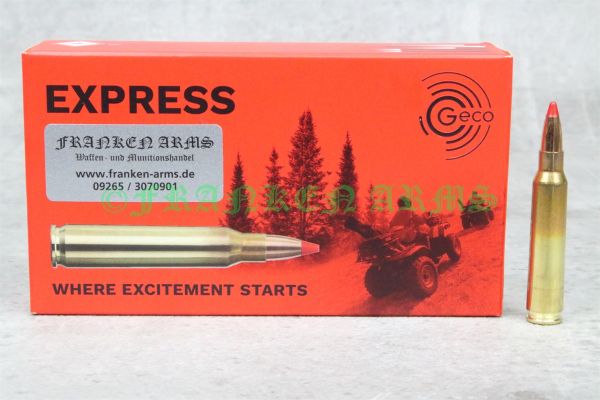 EXPRESS
Geco
FRANKEN ARMS
Waffen- und Munitionshandel
www.franken-arms.de
09265 / 3070901
©FRANKEN ARMS
WHERE EXCITEMENT STARTS